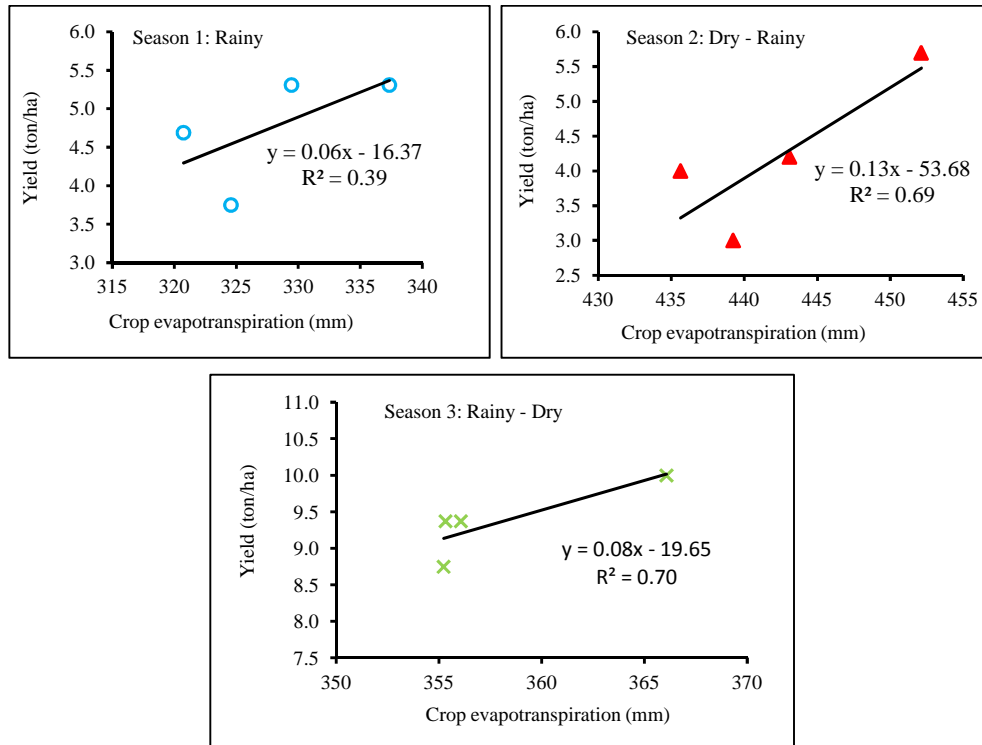 Season 1: Rainy
Yield (ton/ha)
6.0
5.5
5.0
4.5
4.0
3.5
3.0
y = 0.06x - 16.37
R² = 0.39
315 320 325 330 335 340
Crop evapotranspiration (mm)
Season 2: Dry - Rainy
Yield (ton/ha)
6.0
5.5
5.0
4.5
4.0
3.5
3.0
2.5
y = 0.13x - 53.68
R² = 0.69
430 435 440 445 450 455
Crop evapotranspiration (mm)
Season 3: Rainy - Dry
Yield (ton/ha)
11.0
10.5
10.0
9.5
9.0
8.5
8.0
7.5
y = 0.08x - 19.65
R² = 0.70
350 355 360 365 370
Crop evapotranspiration (mm)